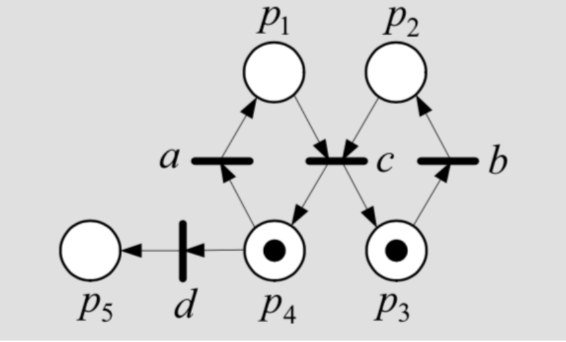 p₁ p₂
a c b
p₅ d p₄ p₃